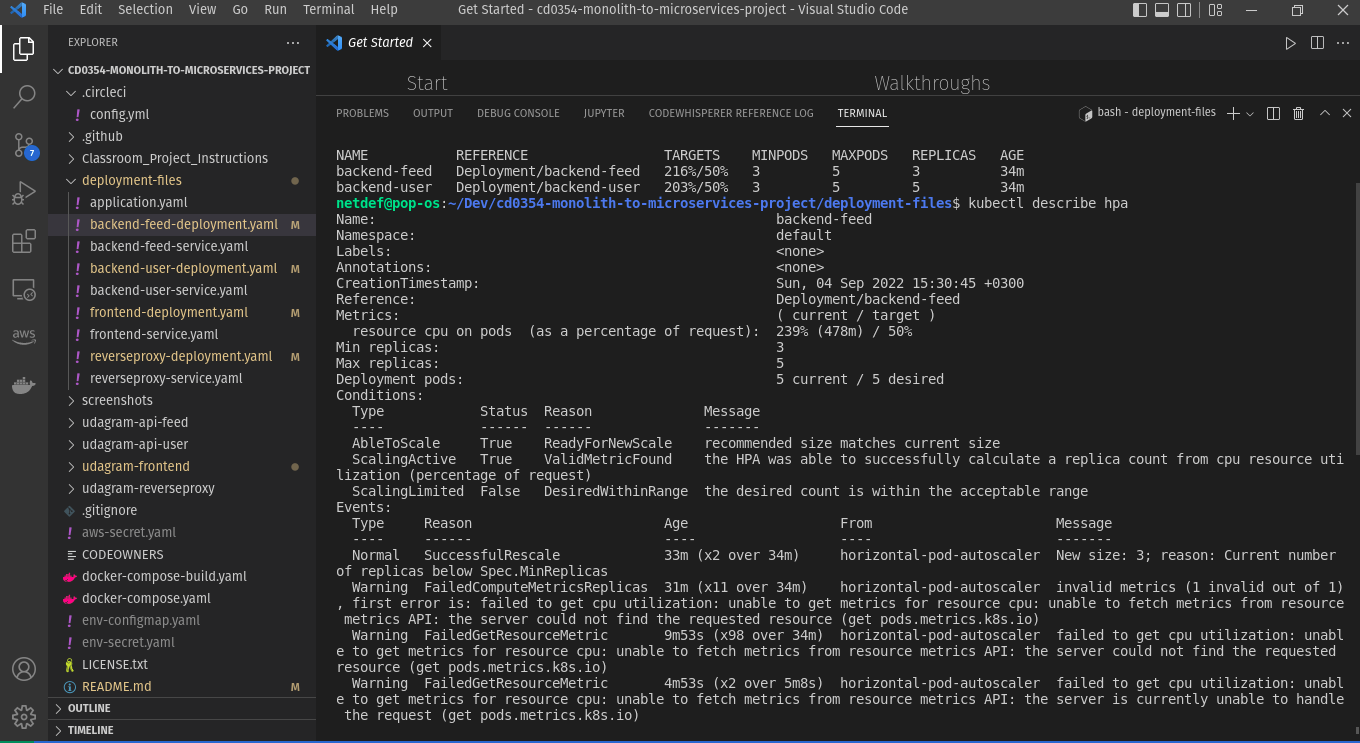 File Edit Selection View Go Run Terminal Help Get Started - cd0354-monolith-to-microservices-project - Visual Studio Code
EXPLORER
Get Started
CD0354-MONOLITH-TO-MICROSERVICES-PROJECT
.circleci
config.yml
.github
Classroom_Project_Instructions
deployment-files
application.yaml
backend-feed-deployment.yaml M
backend-feed-service.yaml
backend-user-deployment.yaml M
backend-user-service.yaml
frontend-deployment.yaml M
frontend-service.yaml
reverseproxy-deployment.yaml M
reverseproxy-service.yaml
screenshots
udagram-api-feed
udagram-api-user
udagram-frontend
udagram-reverseproxy
.gitignore
aws-secret.yaml
CODEOWNERS
docker-compose-build.yaml
docker-compose.yaml
env-configmap.yaml
env-secret.yaml
LICENSE.txt
README.md M
OUTLINE
TIMELINE
7
aws
Start Walkthroughs
PROBLEMS OUTPUT DEBUG CONSOLE JUPYTER CODEWHISPERER REFERENCE LOG TERMINAL bash - deployment-files
NAME REFERENCE TARGETS MINPODS MAXPODS REPLICAS AGE
backend-feed Deployment/backend-feed 216%/50% 3 5 3 34m
backend-user Deployment/backend-user 203%/50% 3 5 5 34m
netdef@pop-os:~/Dev/cd0354-monolith-to-microservices-project/deployment-files$ kubectl describe hpa
Name: backend-feed
Namespace: default
Labels: <none>
Annotations: <none>
CreationTimestamp: Sun, 04 Sep 2022 15:30:45 +0300
Reference: Deployment/backend-feed
Metrics: ( current / target )
resource cpu on pods (as a percentage of request): 239% (478m) / 50%
Min replicas: 3
Max replicas: 5
Deployment pods: 5 current / 5 desired
Conditions:
Type Status Reason Message
---- ------ ------ -------
AbleToScale True ReadyForNewScale recommended size matches current size
ScalingActive True ValidMetricFound the HPA was able to successfully calculate a replica count from cpu resource uti
lization (percentage of request)
ScalingLimited False DesiredWithinRange the desired count is within the acceptable range
Events:
Type Reason Age From Message
---- ------ ---- ---- -------
Normal SuccessfulRescale 33m (x2 over 34m) horizontal-pod-autoscaler New size: 3; reason: Current number
of replicas below Spec.MinReplicas
Warning FailedComputeMetricsReplicas 31m (x11 over 34m) horizontal-pod-autoscaler invalid metrics (1 invalid out of 1)
, first error is: failed to get cpu utilization: unable to get metrics for resource cpu: unable to fetch metrics from resource
metrics API: the server could not find the requested resource (get pods.metrics.k8s.io)
Warning FailedGetResourceMetric 9m53s (x98 over 34m) horizontal-pod-autoscaler failed to get cpu utilization: unabl
e to get metrics for resource cpu: unable to fetch metrics from resource metrics API: the server could not find the requested
resource (get pods.metrics.k8s.io)
Warning FailedGetResourceMetric 4m53s (x2 over 5m8s) horizontal-pod-autoscaler failed to get cpu utilization: unabl
e to get metrics for resource cpu: unable to fetch metrics from resource metrics API: the server is currently unable to handle
the request (get pods.metrics.k8s.io)